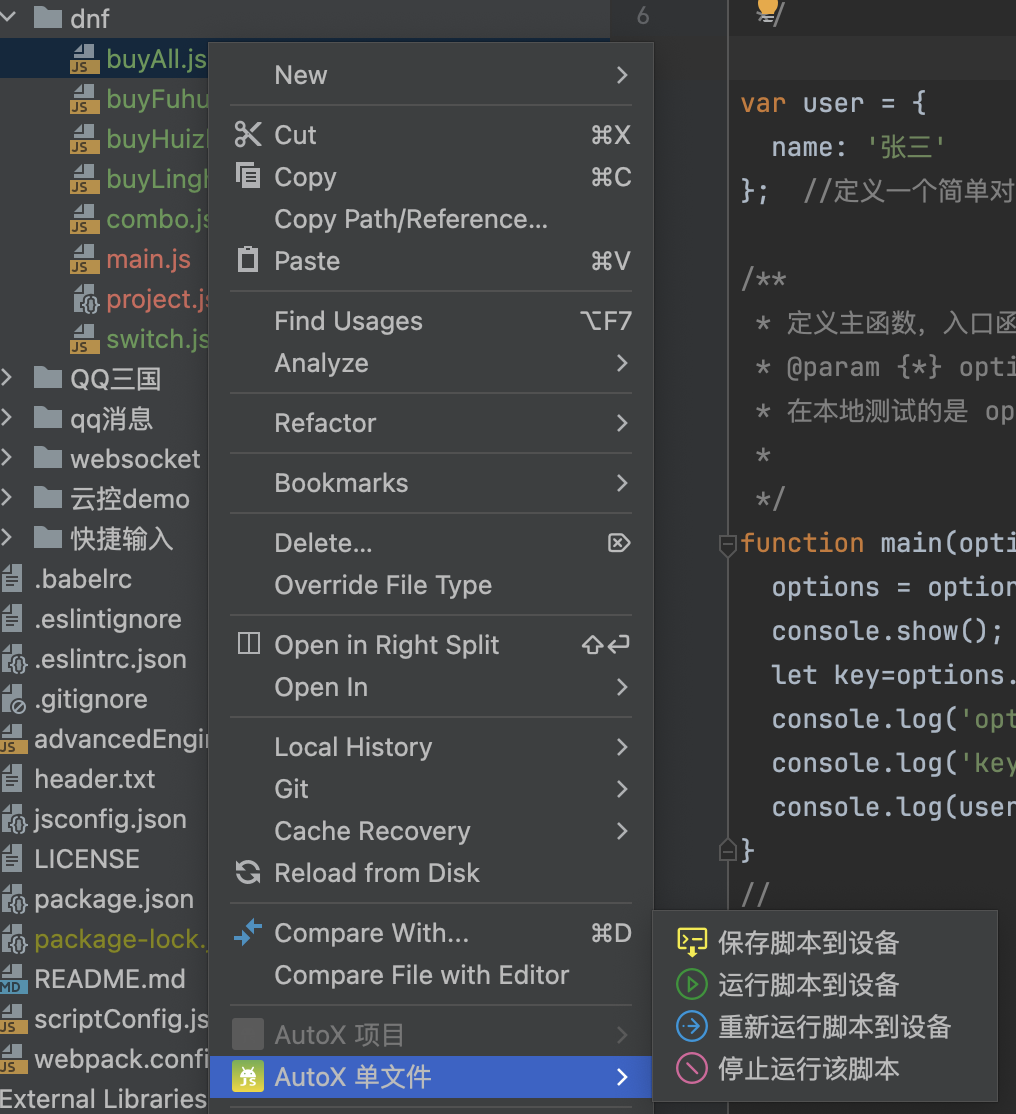 dnf
buyAll.js
buyFuhu
buyHuiz
buyLingh
combo.js
main.js
project.js
switch.js
QQ三国
qq消息
websocket
云控demo
快捷输入
.babelrc
.eslintignore
.eslintrc.json
.gitignore
advancedEngin
header.txt
jsconfig.json
LICENSE
package.json
package-lock.
README.md
scriptConfig.js
webpack.confi
External Libraries
New
Cut ⌘X
Copy ⌘C
Copy Path/Reference...
Paste ⌘V
Find Usages ⌥F7
Analyze
Refactor
Bookmarks
Delete... ⌦
Override File Type
Open in Right Split ⇧⏎
Open In
Local History
Git
Cache Recovery
Reload from Disk
Compare With... ⌘D
Compare File with Editor
AutoX 项目
AutoX 单文件
保存脚本到设备
运行脚本到设备
重新运行脚本到设备
停止运行该脚本
6
*/
var user = {
name: '张三'
}; //定义一个简单对
/**
* 定义主函数，入口函
* @param {*} opti
* 在本地测试的是 op
*
*/
function main(opti
options = option
console.show();
let key=options.
console.log('opt
console.log('key
console.log(user
}
//